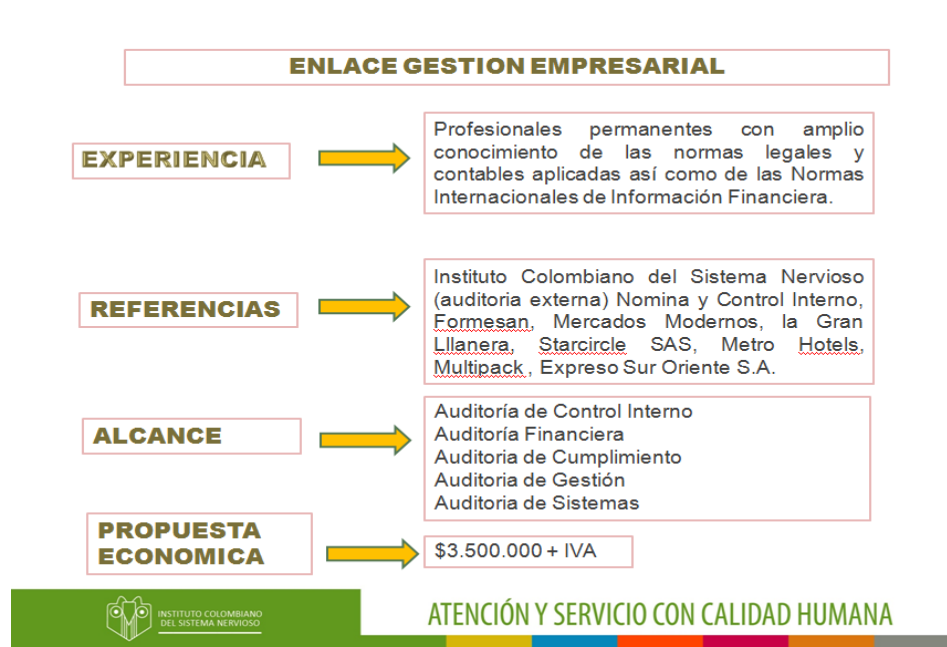 ENLACE GESTION EMPRESARIAL
EXPERIENCIA
Profesionales permanentes con amplio
conocimiento de las normas legales y
contables aplicadas así como de las Normas
Internacionales de Información Financiera.
REFERENCIAS
Instituto Colombiano del Sistema Nervioso
(auditoria externa) Nomina y Control Interno,
Formesan, Mercados Modernos, la Gran
Lllanera, Starcircle SAS, Metro Hotels,
Multipack , Expreso Sur Oriente S.A.
ALCANCE
Auditoría de Control Interno
Auditoría Financiera
Auditoria de Cumplimiento
Auditoria de Gestión
Auditoria de Sistemas
PROPUESTA
ECONOMICA
$3.500.000 + IVA
INSTITUTO COLOMBIANO
DEL SISTEMA NERVIOSO
ATENCIÓN Y SERVICIO CON CALIDAD HUMANA